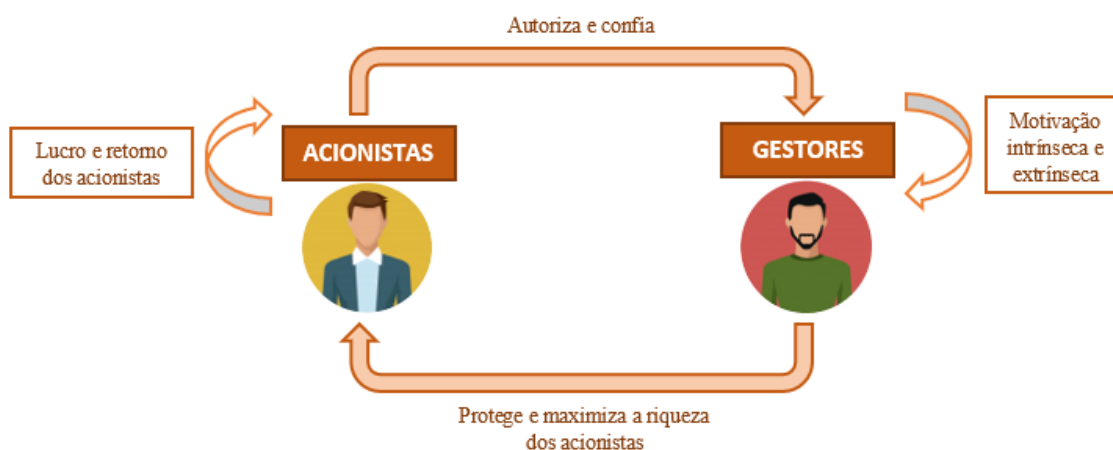 Autoriza e confia
Lucro e retorno
dos acionistas
ACIONISTAS
GESTORES
Motivação
intrínseca e
extrínseca
Protege e maximiza a riqueza
dos acionistas